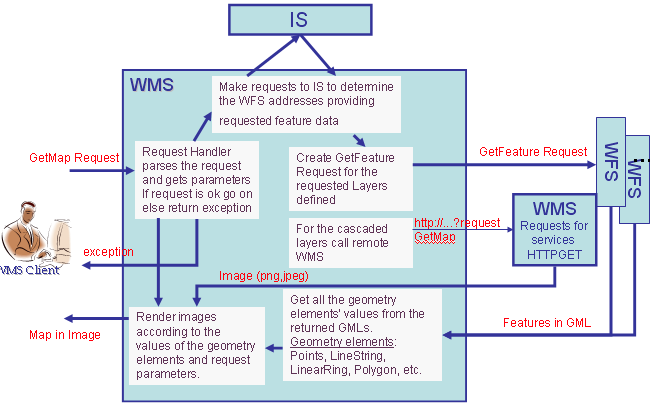 IS
WMS
Make requests to IS to determine
the WFS addresses providing
requested feature data
GetMap Request
Request Handler
parses the request
and gets parameters
If request is ok go on
else return exception
Create GetFeature
Request for the
requested Layers
defined
GetFeature Request
WFS
WFS
...
For the cascaded
layers call remote
WMS
http://...?request
GetMap
WMS
Requests for
services
HTTPGET
exception
WMS Client
Image (png,jpeg)
Map in Image
Render images
according to the
values of the geometry
elements and request
parameters.
Get all the geometry
elements' values from the
returned GMLs.
Geometry elements:
Points, LineString,
LinearRing, Polygon, etc.
Features in GML